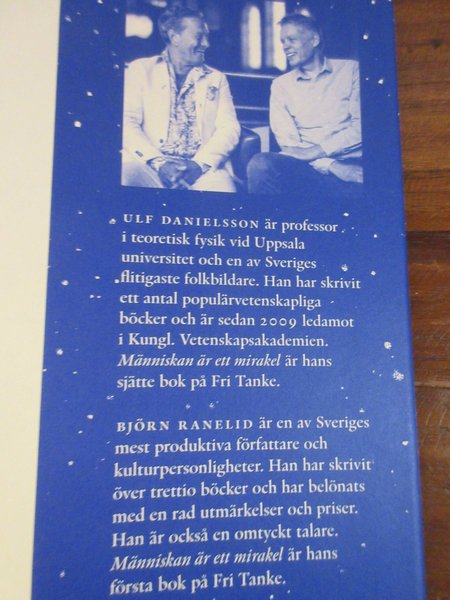 ULF DANIELSSON är professor
i teoretisk fysik vid Uppsala
universitet och en av Sveriges
flitigaste folkbildare. Han har skrivit
ett antal populärvetenskapliga
böcker och är sedan 2009 ledamot
i Kungl. Vetenskapsakademien.
Människan är ett mirakel är hans
sjätte bok på Fri Tanke.
BJÖRN RANELID är en av Sveriges
mest produktiva författare och
kulturpersonligheter. Han har skrivit
över trettio böcker och har belönats
med en rad utmärkelser och priser.
Han är också en omtyckt talare.
Människan är ett mirakel är hans
första bok på Fri Tanke.